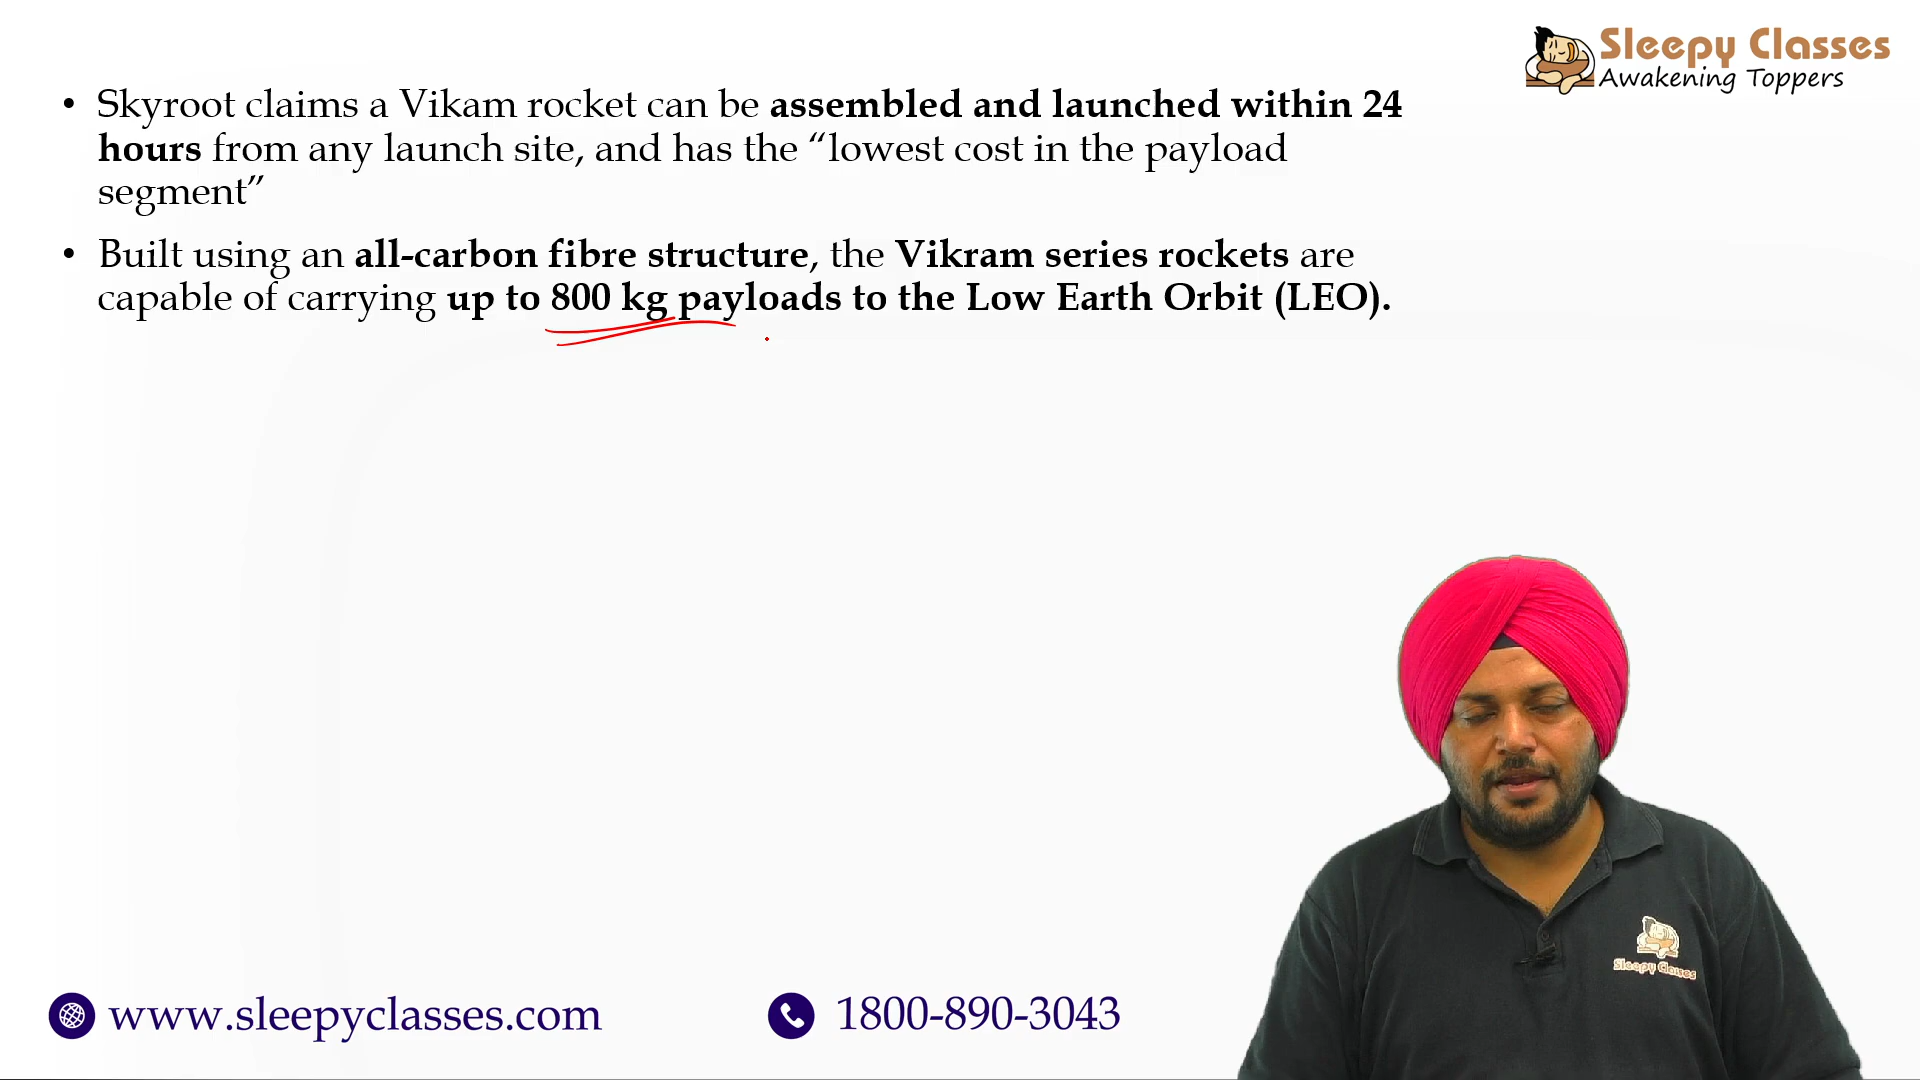 Sleepy Classes
Awakening Toppers
• Skyroot claims a Vikam rocket can be assembled and launched within 24
hours from any launch site, and has the “lowest cost in the payload
segment”
• Built using an all-carbon fibre structure, the Vikram series rockets are
capable of carrying up to 800 kg payloads to the Low Earth Orbit (LEO).
Sleepy Classes
www.sleepyclasses.com
1800-890-3043